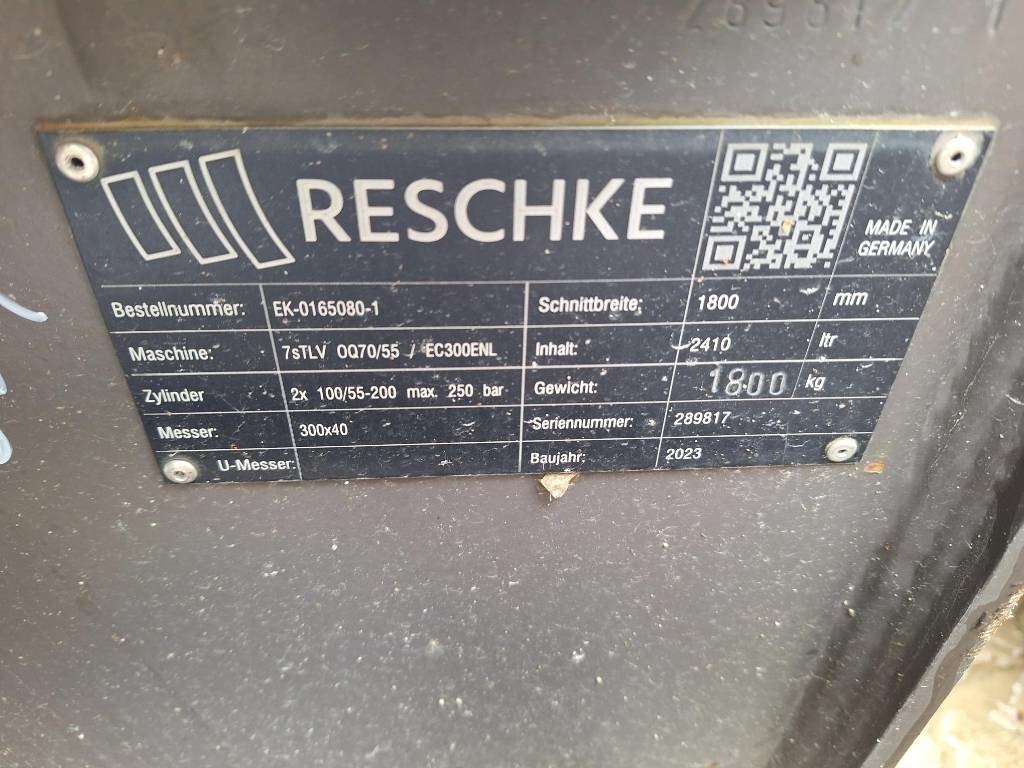 289817
RESCHKE
MADE IN
GERMANY
Bestellnummer: EK-0165080-1 Schnittbreite: 1800 mm
Maschine: 7sTLV OQ70/55 / EC300ENL Inhalt: 2410 ltr
Zylinder 2x 100/55-200 max. 250 bar Gewicht: 1800 kg
Messer: 300x40 Seriennummer: 289817
U-Messer: Baujahr: 2023